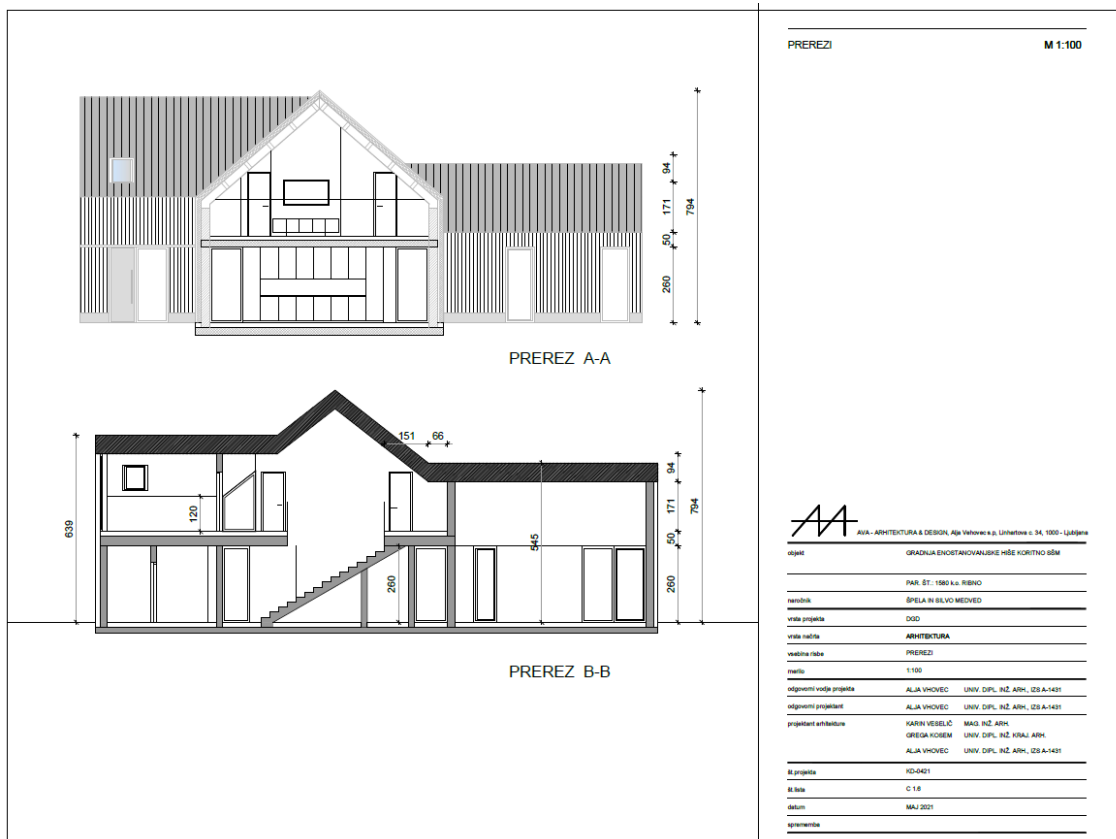 PREREZI M 1:100
94
171
794
50
260
PREREZ A-A
151 66
94
171
794
639
120
50
545
260
260
PREREZ B-B
AVA - ARHITEKTURA & DESIGN, Alja Vehovec s.p, Linhartova c. 34, 1000 - Ljubljana
objekt GRADNJA ENOSTANOVANJSKE HIŠE KORITNO SŠM
PAR. ŠT.: 1580 k.o. RIBNO
naročnik ŠPELA IN SILVO MEDVED
vrsta projekta DGD
vrsta načrta ARHITEKTURA
vsebina risbe PREREZI
merilo 1:100
odgovorni vodja projekta ALJA VHOVEC UNIV. DIPL. INŽ. ARH., IZS A-1431
odgovorni projektant ALJA VHOVEC UNIV. DIPL. INŽ. ARH., IZS A-1431
projektant arhitekture KARIN VESELIČ MAG. INŽ. ARH.
GREGA KOSEM UNIV. DIPL. INŽ. KRAJ. ARH.
ALJA VHOVEC UNIV. DIPL. INŽ. ARH., IZS A-1431
št.projekta KD-0421
št.lista C 1.6
datum MAJ 2021
sprememba